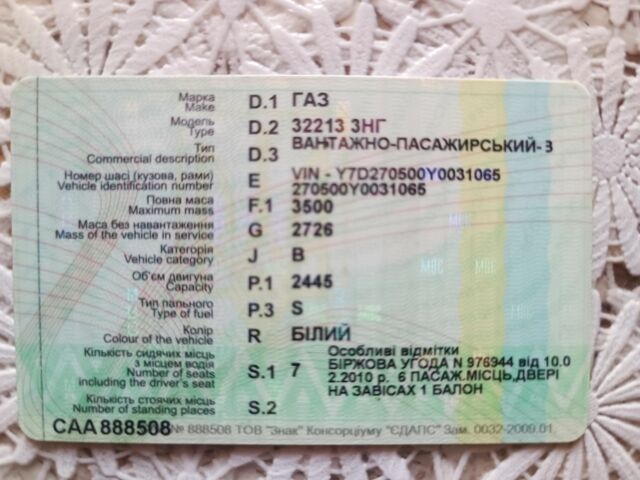 Марка D.1 ГАЗ
Make
Модель D.2 32213 ЗНГ
Type
Тип D.3 ВАНТАЖНО-ПАСАЖИРСЬКИЙ-В
Commercial description
Номер шасі (кузова, рами) E VIN - Y7D270500Y0031065
Vehicle identification number 270500Y0031065
Повна маса F.1 3500
Maximum mass
Маса без навантаження G 2726
Mass of the vehicle in service
Категорія J B
Vehicle category
Об'єм двигуна P.1 2445
Capacity
Тип пального P.3 S
Type of fuel
Колір R БІЛИЙ
Colour of the vehicle
Кількість сидячих місць S.1 7 Особливі відмітки
з місцем водія БІРЖОВА УГОДА N 976944 від 10.0
Number of seats 2.2010 р. 6 ПАСАЖ.МІСЦЬ,ДВЕРІ
including the driver's seat НА ЗАВІСАХ 1 БАЛОН
Кількість стоячих місць S.2
Number of standing places
САА 888508 № 888508 ТОВ "Знак" Консорціуму "ЄДАПС" Зам. 0032-2009.01.
МВС МВС